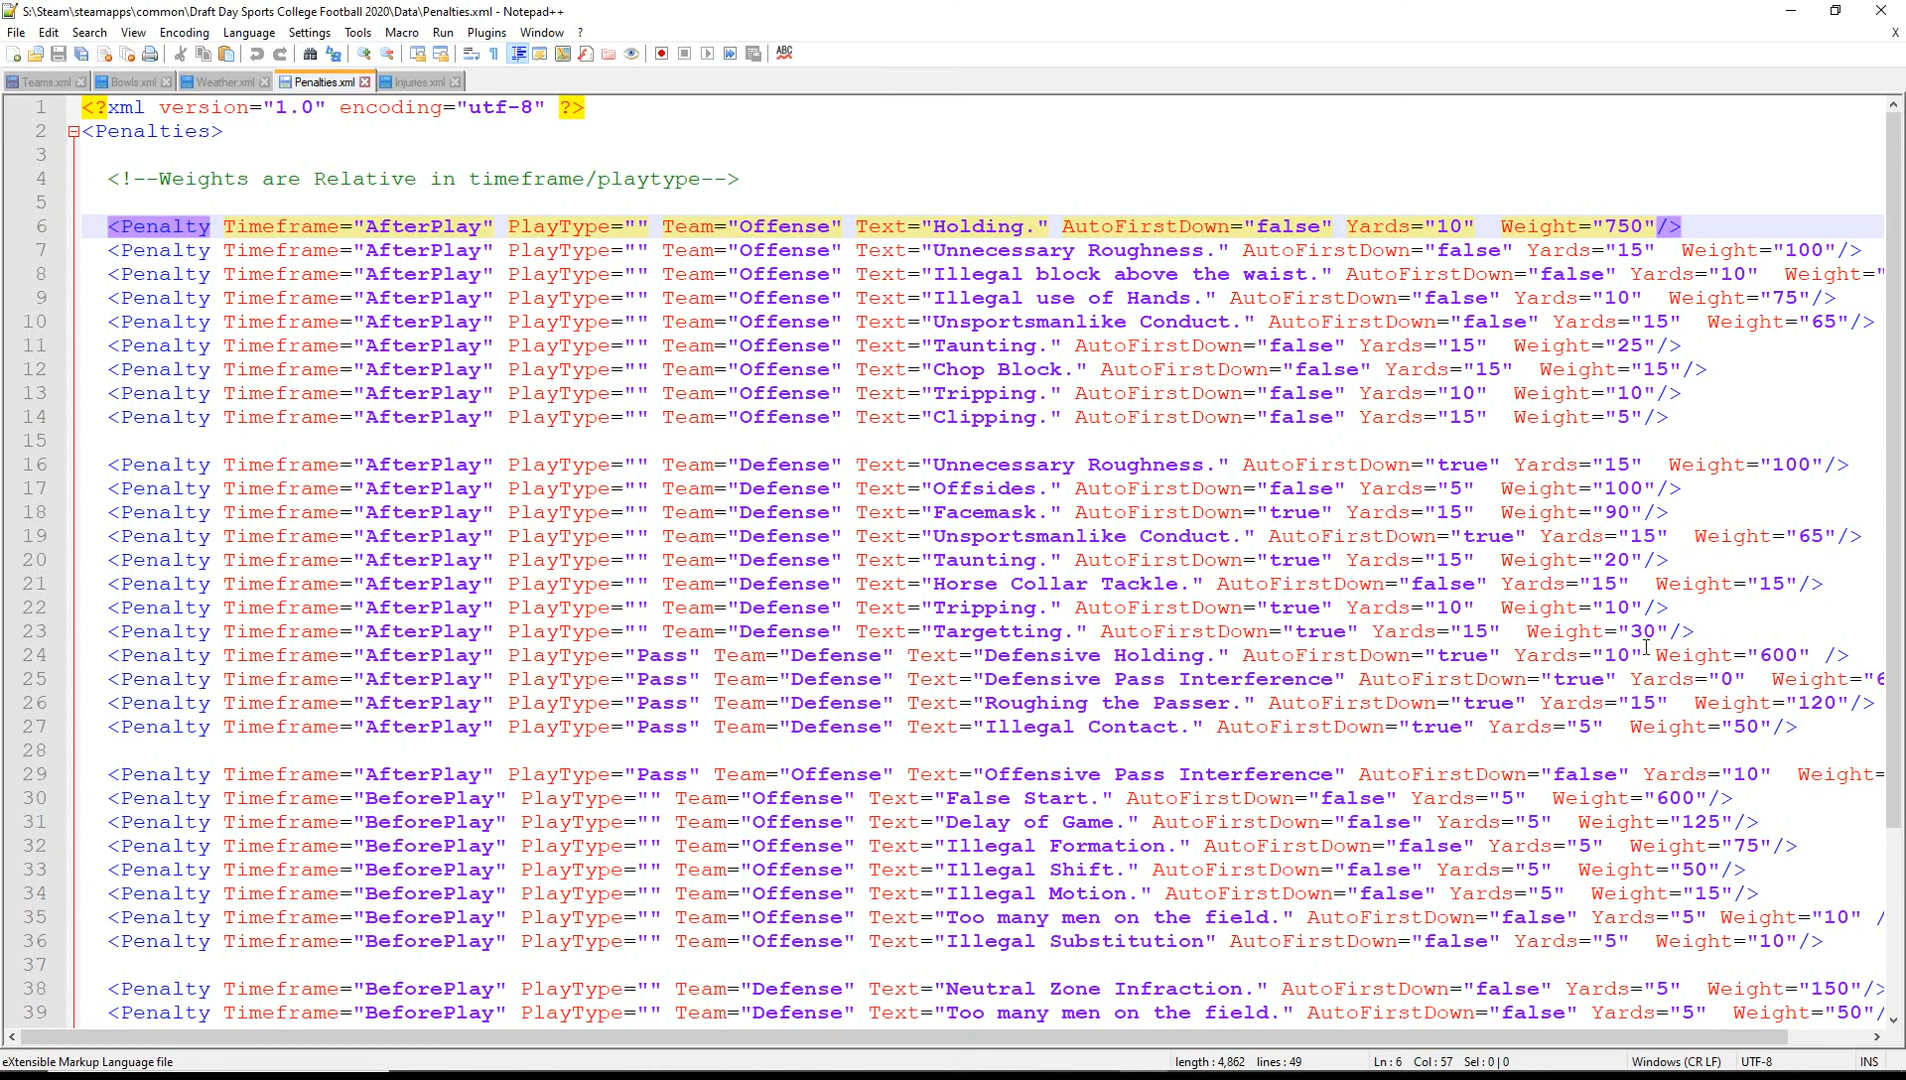 S:\Steam\steamapps\common\Draft Day Sports College Football 2020\Data\Penalties.xml - Notepad++
File Edit Search View Encoding Language Settings Tools Macro Run Plugins Window ? X
ABC
Teams.xml Bowls.xml Weather.xml Penalties.xml Injuries.xml
1 <?xml version="1.0" encoding="utf-8" ?>
2 <Penalties>
3
4 <!--Weights are Relative in timeframe/playtype-->
5
6 <Penalty Timeframe="AfterPlay" PlayType="" Team="Offense" Text="Holding." AutoFirstDown="false" Yards="10" Weight="750"/>
7 <Penalty Timeframe="AfterPlay" PlayType="" Team="Offense" Text="Unnecessary Roughness." AutoFirstDown="false" Yards="15" Weight="100"/>
8 <Penalty Timeframe="AfterPlay" PlayType="" Team="Offense" Text="Illegal block above the waist." AutoFirstDown="false" Yards="10" Weight="
9 <Penalty Timeframe="AfterPlay" PlayType="" Team="Offense" Text="Illegal use of Hands." AutoFirstDown="false" Yards="10" Weight="75"/>
10 <Penalty Timeframe="AfterPlay" PlayType="" Team="Offense" Text="Unsportsmanlike Conduct." AutoFirstDown="false" Yards="15" Weight="65"/>
11 <Penalty Timeframe="AfterPlay" PlayType="" Team="Offense" Text="Taunting." AutoFirstDown="false" Yards="15" Weight="25"/>
12 <Penalty Timeframe="AfterPlay" PlayType="" Team="Offense" Text="Chop Block." AutoFirstDown="false" Yards="15" Weight="15"/>
13 <Penalty Timeframe="AfterPlay" PlayType="" Team="Offense" Text="Tripping." AutoFirstDown="false" Yards="10" Weight="10"/>
14 <Penalty Timeframe="AfterPlay" PlayType="" Team="Offense" Text="Clipping." AutoFirstDown="false" Yards="15" Weight="5"/>
15
16 <Penalty Timeframe="AfterPlay" PlayType="" Team="Defense" Text="Unnecessary Roughness." AutoFirstDown="true" Yards="15" Weight="100"/>
17 <Penalty Timeframe="AfterPlay" PlayType="" Team="Defense" Text="Offsides." AutoFirstDown="false" Yards="5" Weight="100"/>
18 <Penalty Timeframe="AfterPlay" PlayType="" Team="Defense" Text="Facemask." AutoFirstDown="true" Yards="15" Weight="90"/>
19 <Penalty Timeframe="AfterPlay" PlayType="" Team="Defense" Text="Unsportsmanlike Conduct." AutoFirstDown="true" Yards="15" Weight="65"/>
20 <Penalty Timeframe="AfterPlay" PlayType="" Team="Defense" Text="Taunting." AutoFirstDown="true" Yards="15" Weight="20"/>
21 <Penalty Timeframe="AfterPlay" PlayType="" Team="Defense" Text="Horse Collar Tackle." AutoFirstDown="false" Yards="15" Weight="15"/>
22 <Penalty Timeframe="AfterPlay" PlayType="" Team="Defense" Text="Tripping." AutoFirstDown="true" Yards="10" Weight="10"/>
23 <Penalty Timeframe="AfterPlay" PlayType="" Team="Defense" Text="Targetting." AutoFirstDown="true" Yards="15" Weight="30"/>
24 <Penalty Timeframe="AfterPlay" PlayType="Pass" Team="Defense" Text="Defensive Holding." AutoFirstDown="true" Yards="10" Weight="600" />
25 <Penalty Timeframe="AfterPlay" PlayType="Pass" Team="Defense" Text="Defensive Pass Interference" AutoFirstDown="true" Yards="0" Weight="6
26 <Penalty Timeframe="AfterPlay" PlayType="Pass" Team="Defense" Text="Roughing the Passer." AutoFirstDown="true" Yards="15" Weight="120"/>
27 <Penalty Timeframe="AfterPlay" PlayType="Pass" Team="Defense" Text="Illegal Contact." AutoFirstDown="true" Yards="5" Weight="50"/>
28
29 <Penalty Timeframe="AfterPlay" PlayType="Pass" Team="Offense" Text="Offensive Pass Interference" AutoFirstDown="false" Yards="10" Weight=
30 <Penalty Timeframe="BeforePlay" PlayType="" Team="Offense" Text="False Start." AutoFirstDown="false" Yards="5" Weight="600"/>
31 <Penalty Timeframe="BeforePlay" PlayType="" Team="Offense" Text="Delay of Game." AutoFirstDown="false" Yards="5" Weight="125"/>
32 <Penalty Timeframe="BeforePlay" PlayType="" Team="Offense" Text="Illegal Formation." AutoFirstDown="false" Yards="5" Weight="75"/>
33 <Penalty Timeframe="BeforePlay" PlayType="" Team="Offense" Text="Illegal Shift." AutoFirstDown="false" Yards="5" Weight="50"/>
34 <Penalty Timeframe="BeforePlay" PlayType="" Team="Offense" Text="Illegal Motion." AutoFirstDown="false" Yards="5" Weight="15"/>
35 <Penalty Timeframe="BeforePlay" PlayType="" Team="Offense" Text="Too many men on the field." AutoFirstDown="false" Yards="5" Weight="10" /
36 <Penalty Timeframe="BeforePlay" PlayType="" Team="Offense" Text="Illegal Substitution" AutoFirstDown="false" Yards="5" Weight="10"/>
37
38 <Penalty Timeframe="BeforePlay" PlayType="" Team="Defense" Text="Neutral Zone Infraction." AutoFirstDown="false" Yards="5" Weight="150"/>
39 <Penalty Timeframe="BeforePlay" PlayType="" Team="Defense" Text="Too many men on the field." AutoFirstDown="false" Yards="5" Weight="50"/
eXtensible Markup Language file length : 4,862 lines : 49 Ln : 6 Col : 57 Sel : 0 | 0 Windows (CR LF) UTF-8 INS